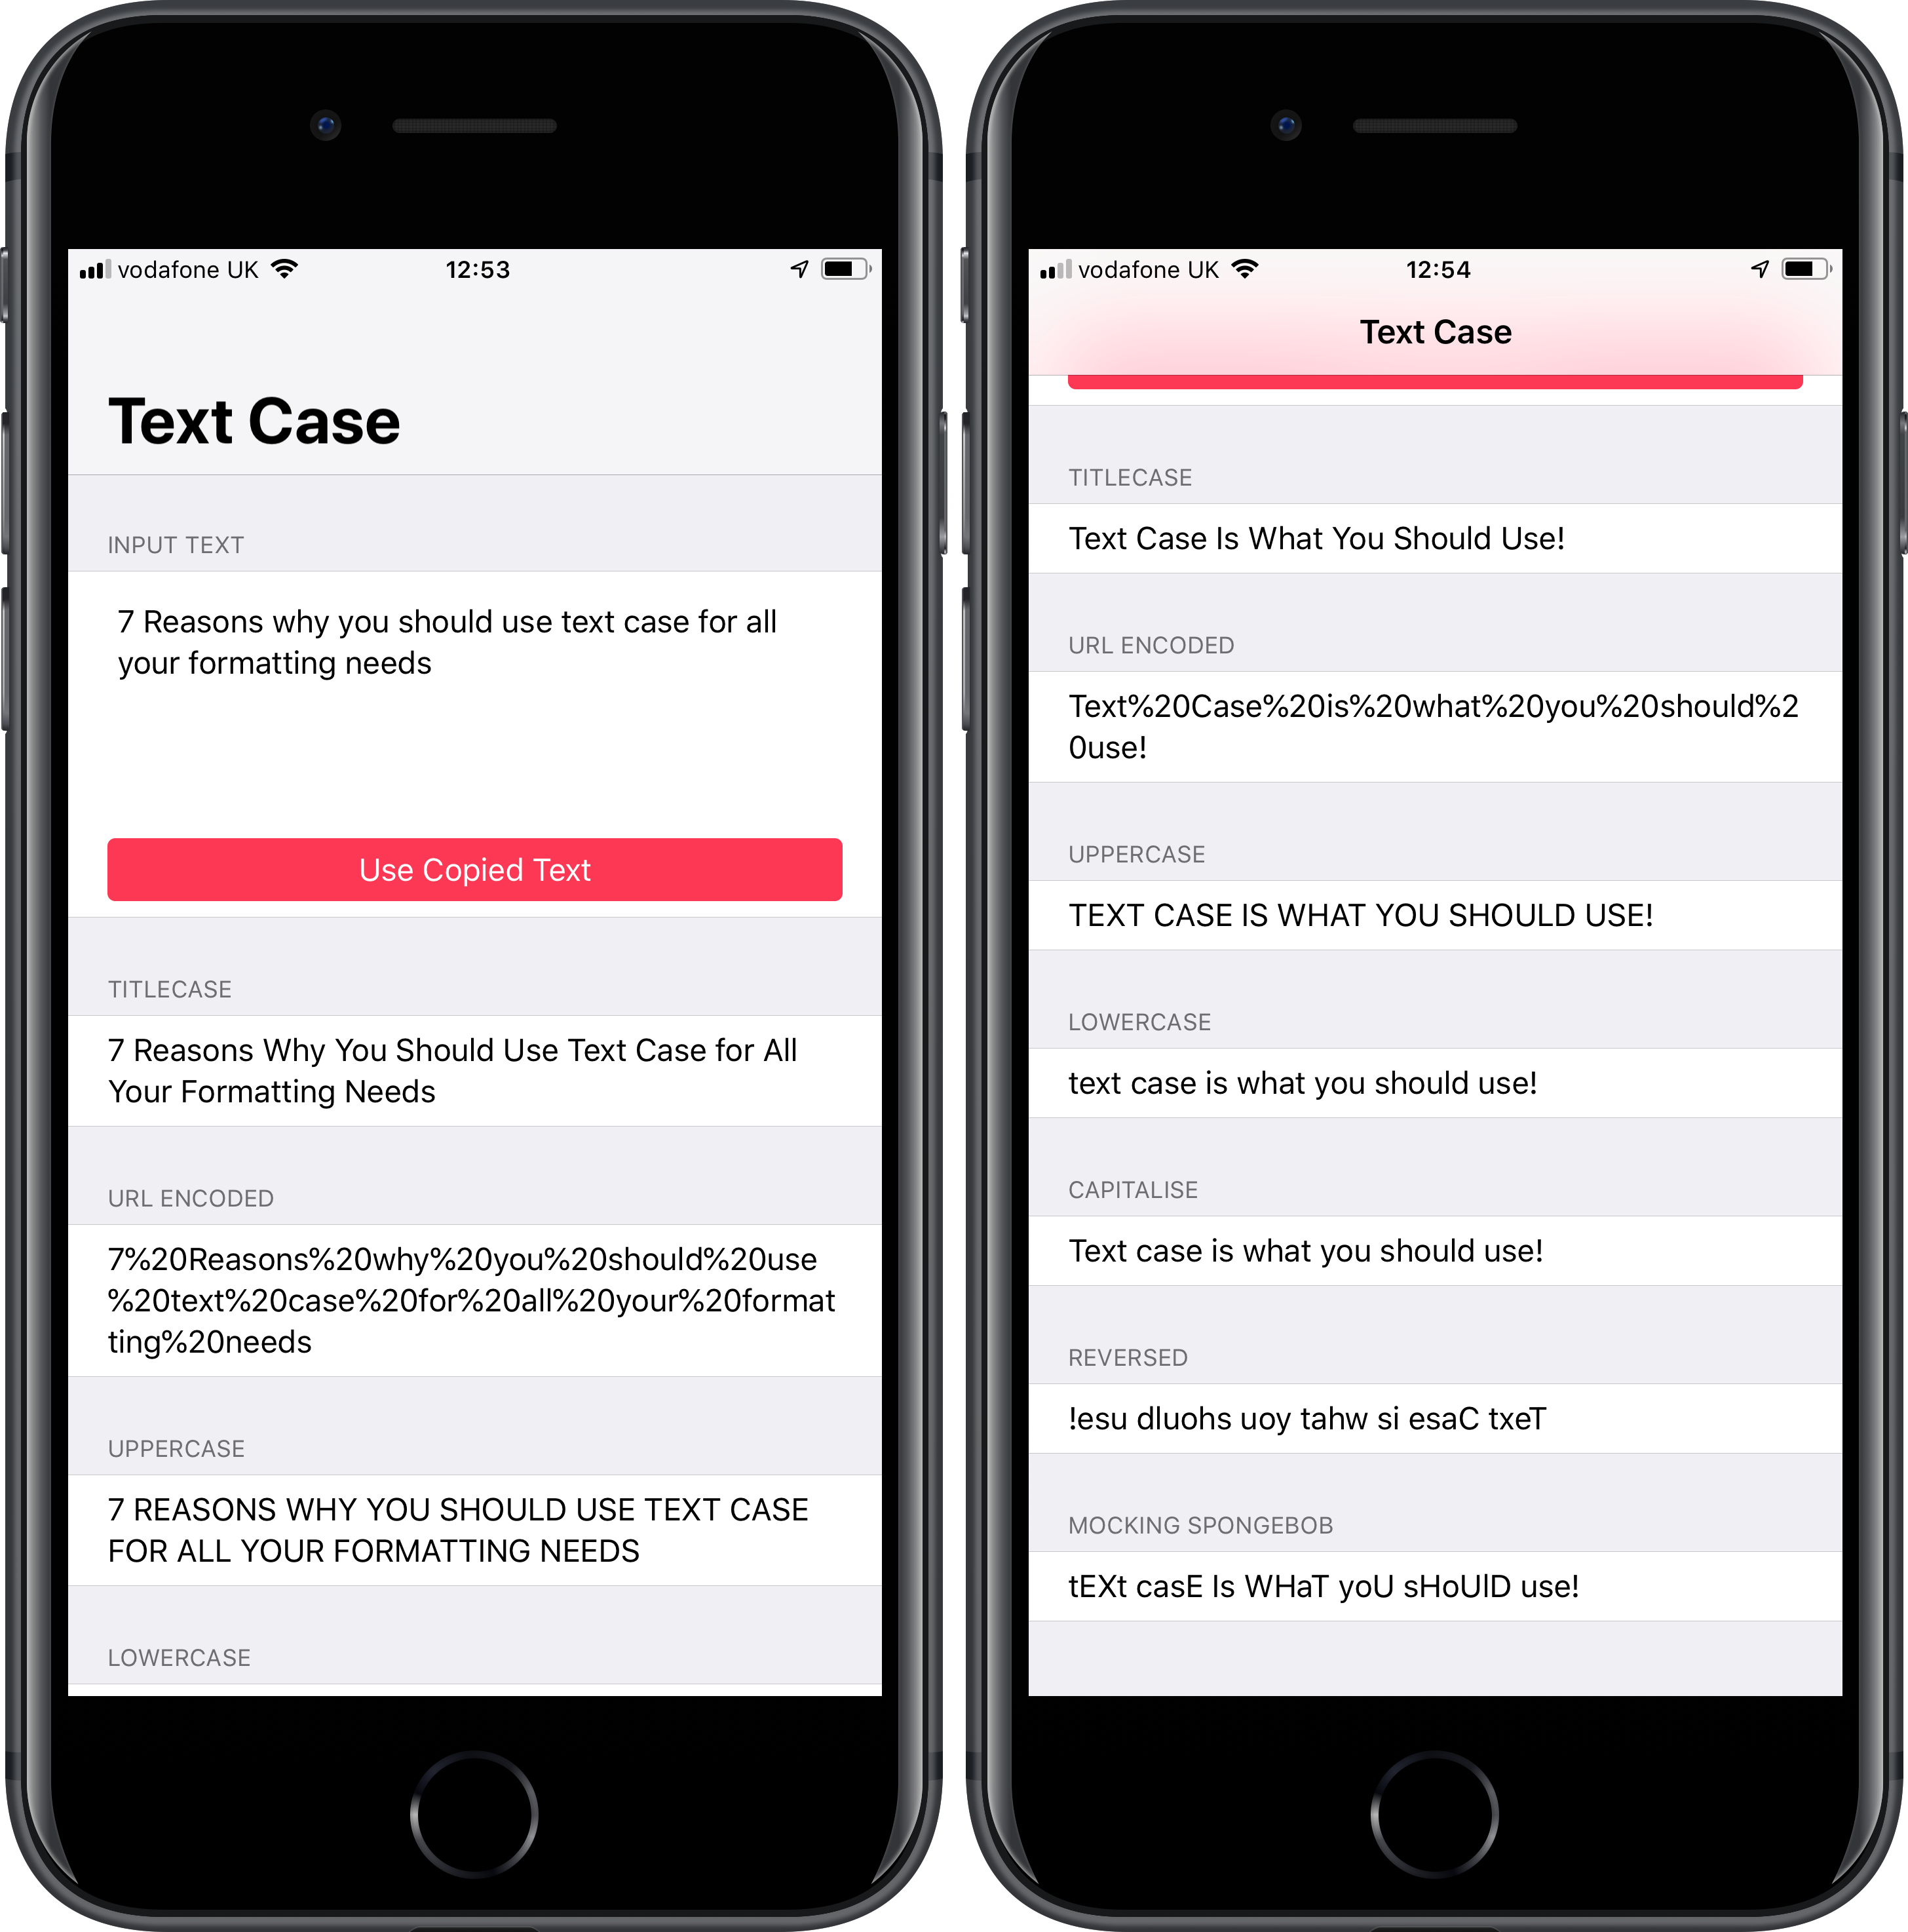 vodafone UK
12:53
Text Case
INPUT TEXT
7 Reasons why you should use text case for all
your formatting needs
Use Copied Text
TITLECASE
7 Reasons Why You Should Use Text Case for All
Your Formatting Needs
URL ENCODED
7%20Reasons%20why%20you%20should%20use
%20text%20case%20for%20all%20your%20format
ting%20needs
UPPERCASE
7 REASONS WHY YOU SHOULD USE TEXT CASE
FOR ALL YOUR FORMATTING NEEDS
LOWERCASE
vodafone UK
12:54
Text Case
TITLECASE
Text Case Is What You Should Use!
URL ENCODED
Text%20Case%20is%20what%20you%20should%2
0use!
UPPERCASE
TEXT CASE IS WHAT YOU SHOULD USE!
LOWERCASE
text case is what you should use!
CAPITALISE
Text case is what you should use!
REVERSED
!esu dluohs uoy tahw si esaC txeT
MOCKING SPONGEBOB
tEXt casE Is WHaT yoU sHoUlD use!